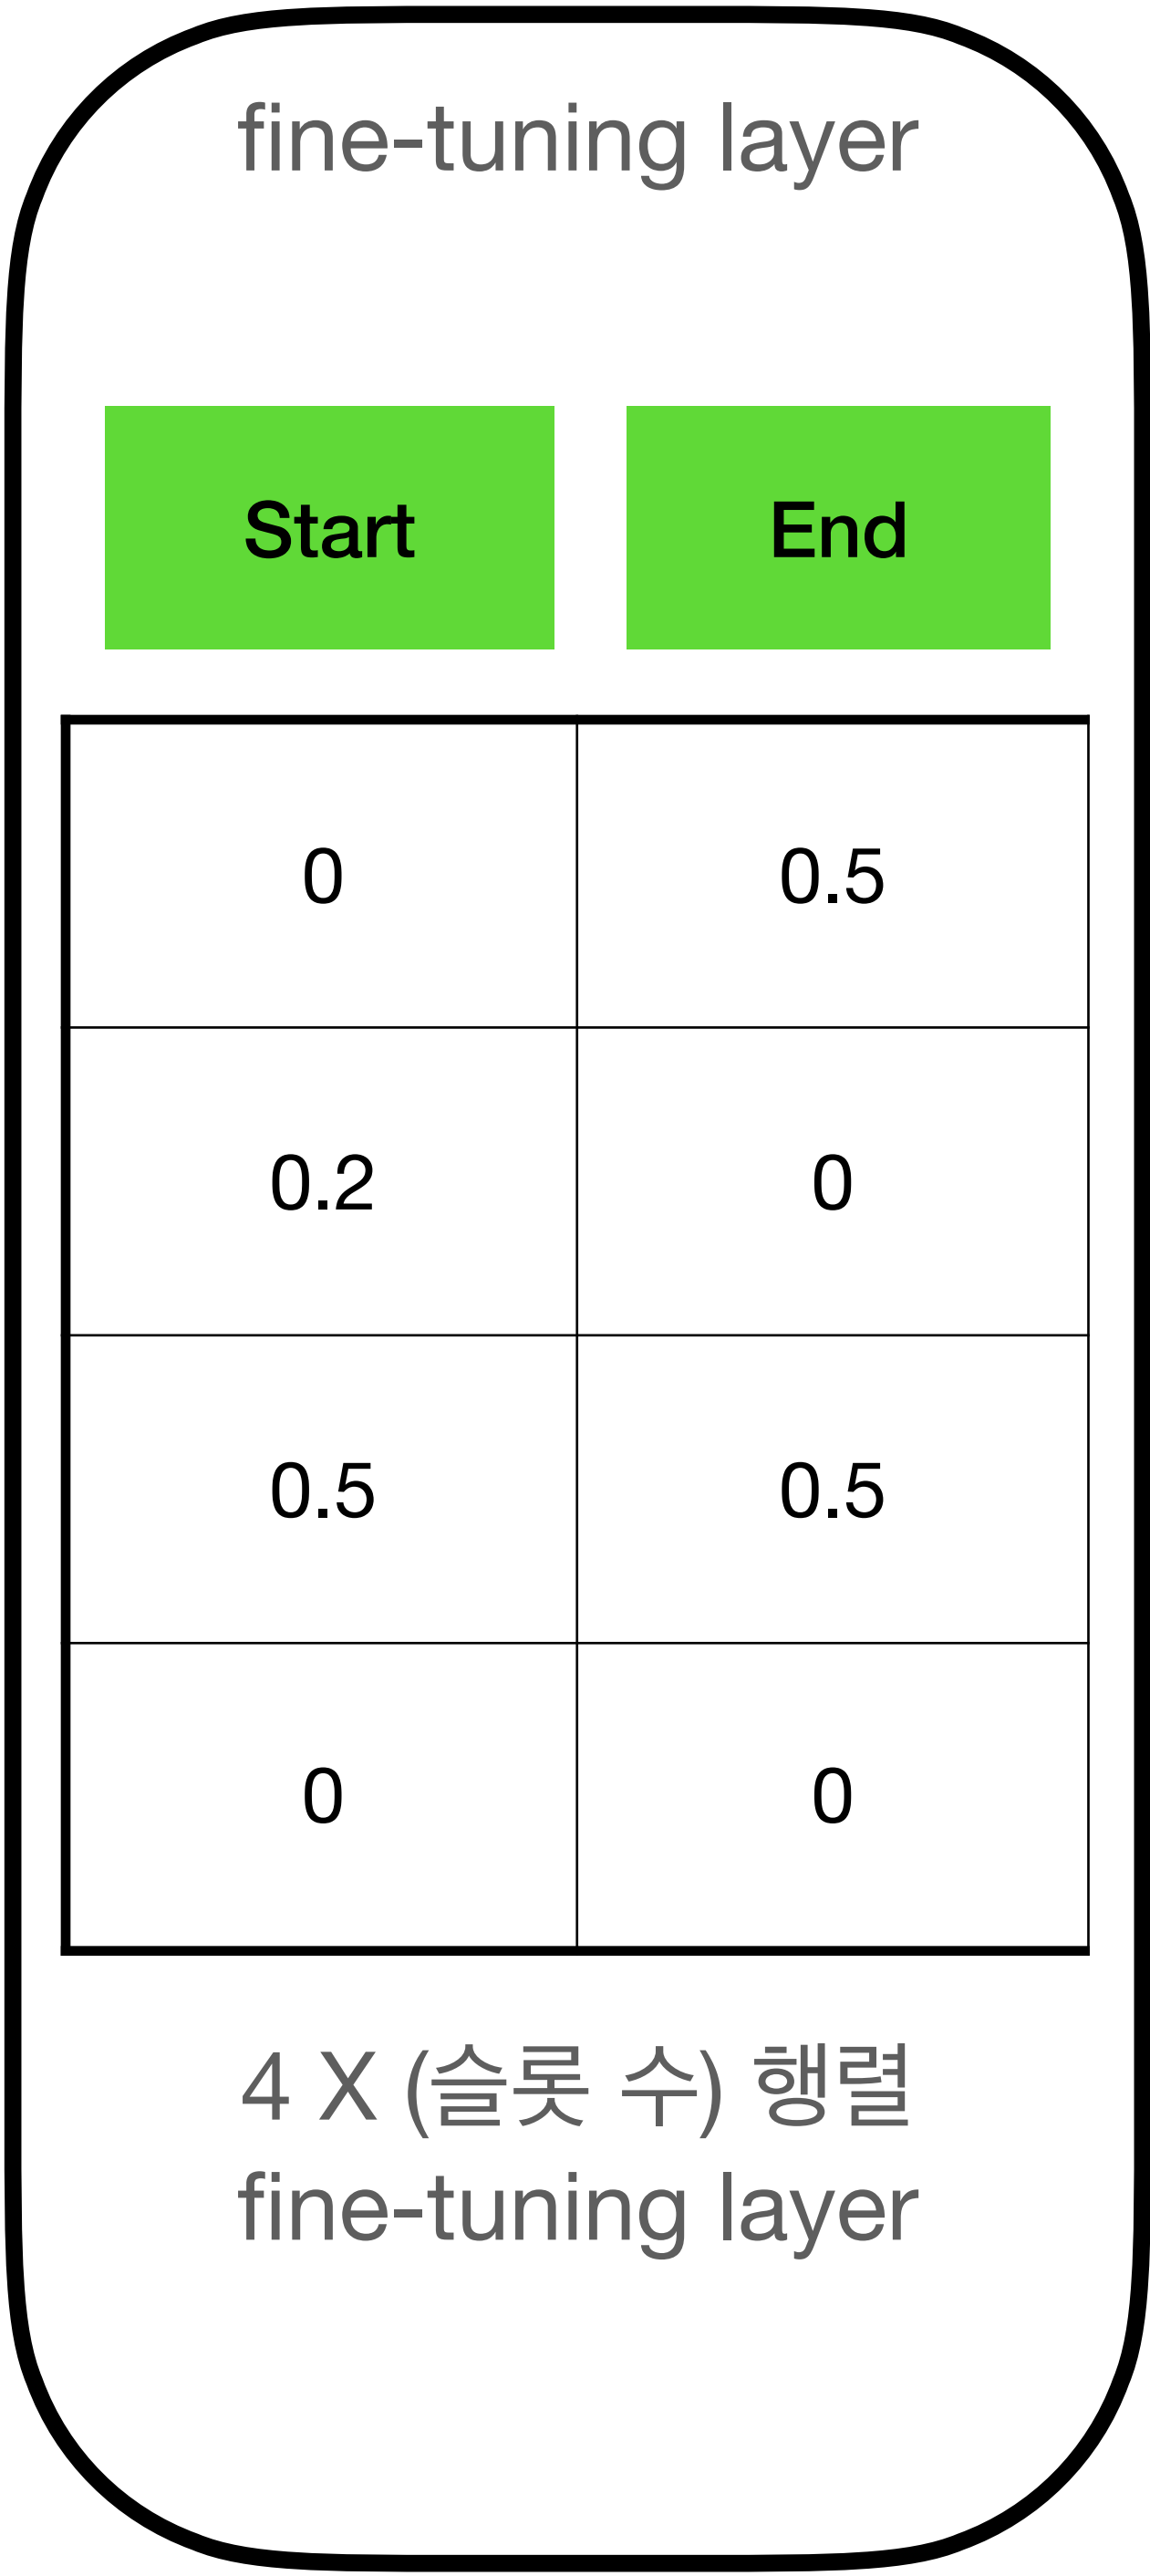 fine-tuning layer
Start End
0 0.5
0.2 0
0.5 0.5
0 0
4 X (슬롯 수) 행렬
fine-tuning layer